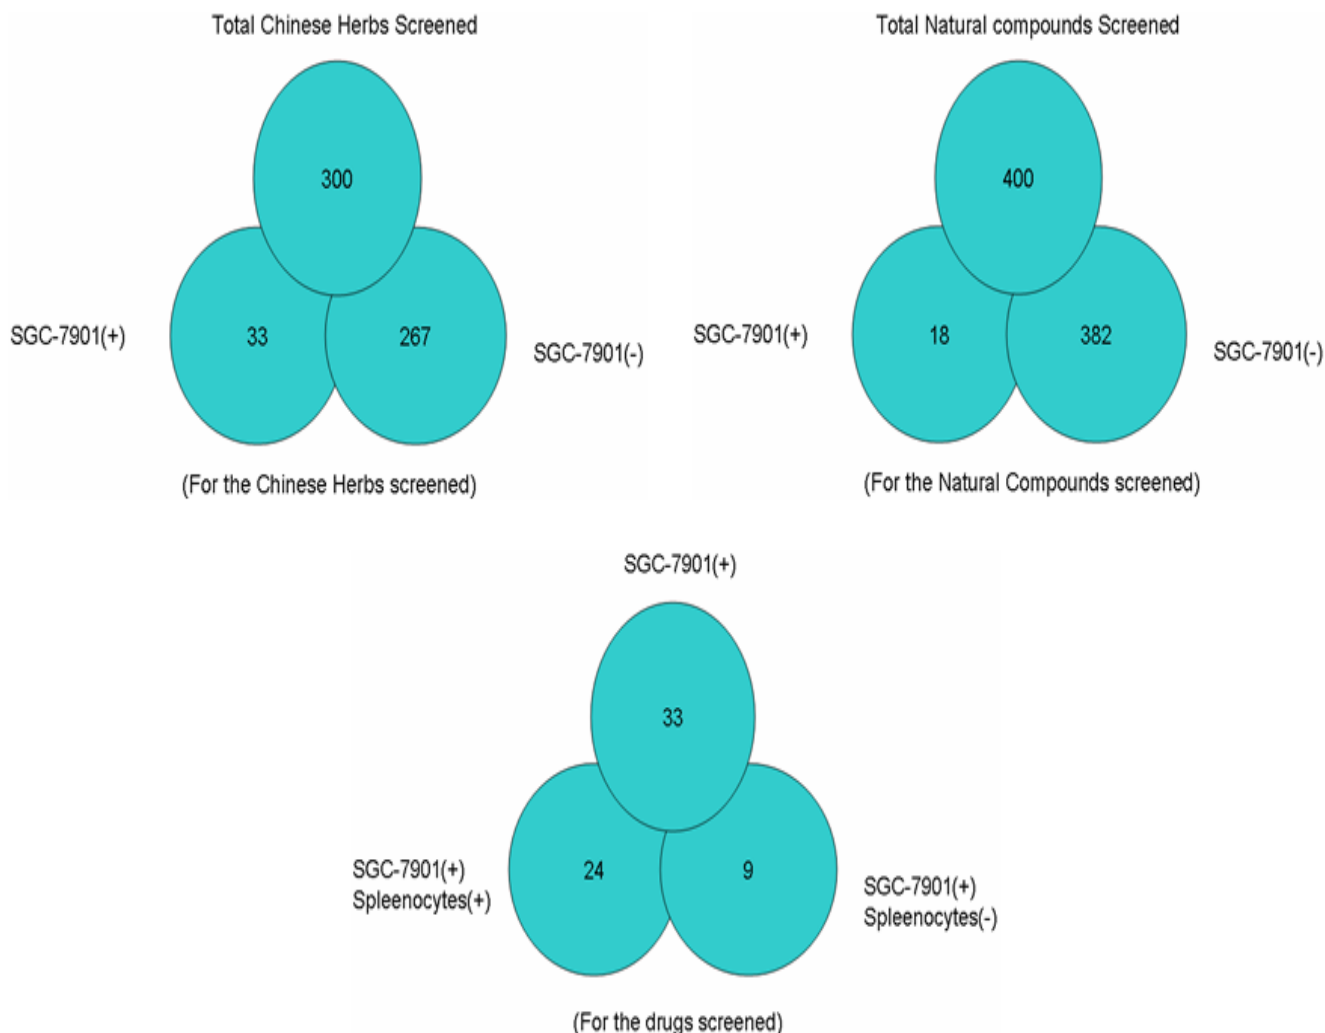 Total Chinese Herbs Screened
300
SGC-7901(+)
33
267
SGC-7901(-)
(For the Chinese Herbs screened)
Total Natural compounds Screened
400
SGC-7901(+)
18
382
SGC-7901(-)
(For the Natural Compounds screened)
SGC-7901(+)
33
SGC-7901(+)
Spleenocytes(+)
24
9
SGC-7901(+)
Spleenocytes(-)
(For the drugs screened)